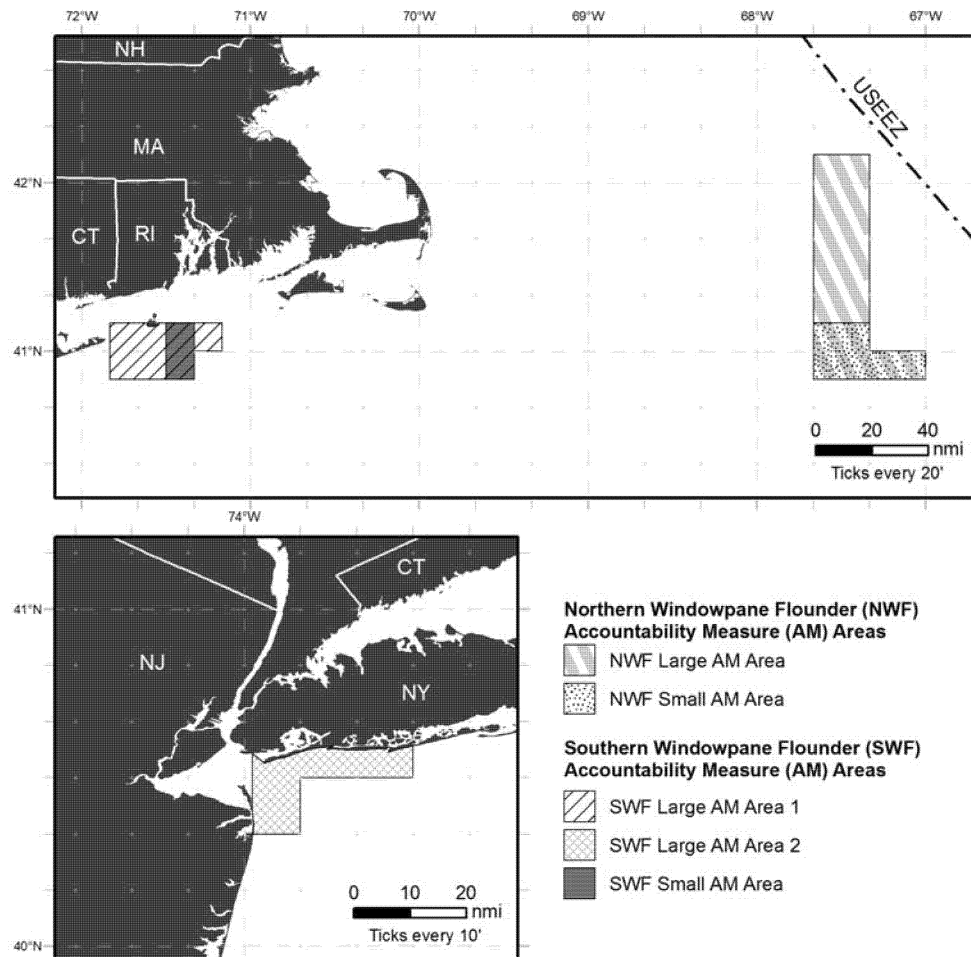 72°W 71°W 70°W 69°W 68°W 67°W
NH
USEEZ
MA
42°N 42°N
CT RI
41°N 41°N
0 20 40 nmi
Ticks every 20'
74°W
CT
41°N
NJ
NY
0 10 20 nmi
Ticks every 10'
40°N
Northern Windowpane Flounder (NWF)
Accountability Measure (AM) Areas
NWF Large AM Area
NWF Small AM Area
Southern Windowpane Flounder (SWF)
Accountability Measure (AM) Areas
SWF Large AM Area 1
SWF Large AM Area 2
SWF Small AM Area